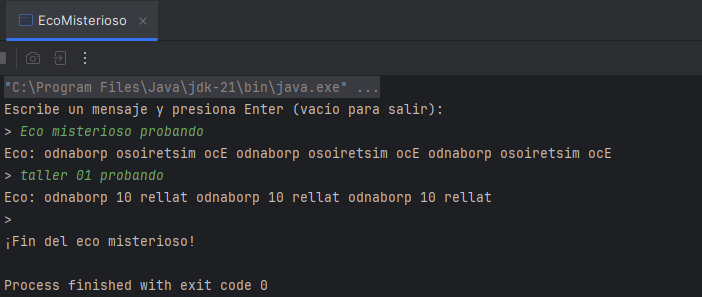 EcoMisterioso
"C:\Program Files\Java\jdk-21\bin\java.exe" ...
Escribe un mensaje y presiona Enter (vacío para salir):
> Eco misterioso probando
Eco: odnaborp osoiretsim ocE odnaborp osoiretsim ocE odnaborp osoiretsim ocE
> taller 01 probando
Eco: odnaborp 10 rellat odnaborp 10 rellat odnaborp 10 rellat
>
¡Fin del eco misterioso!
Process finished with exit code 0